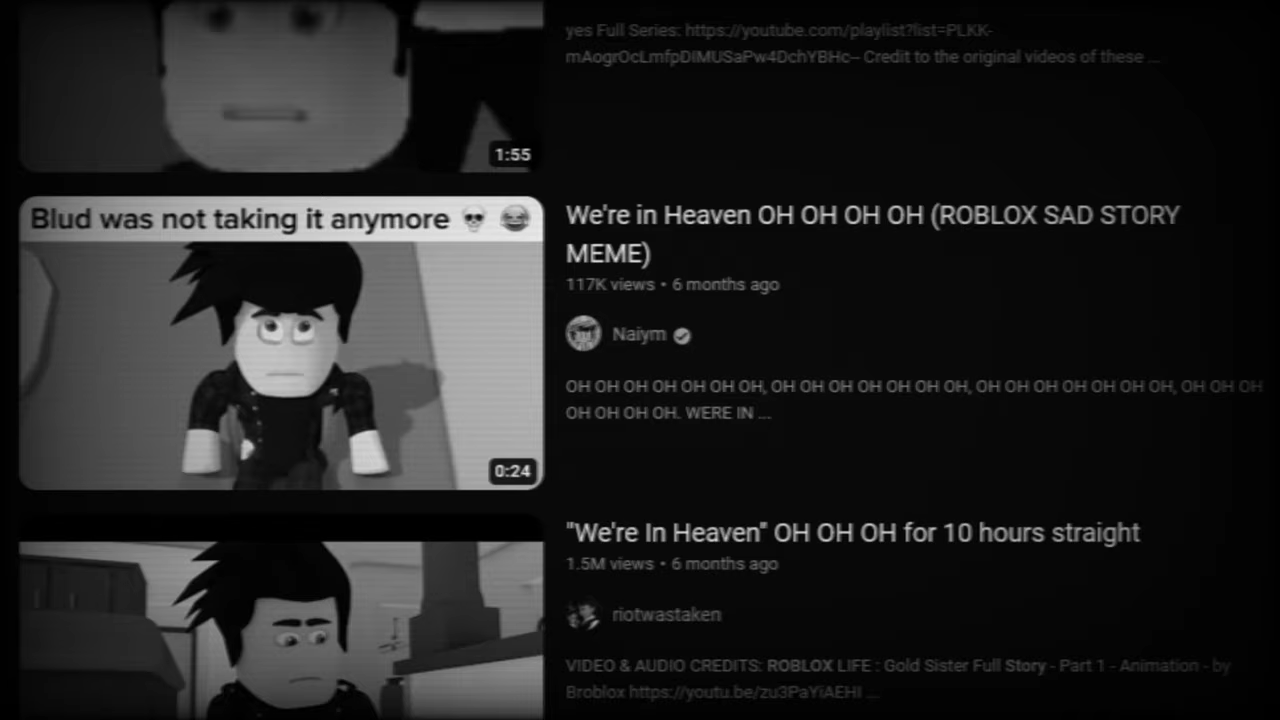 yes Full Series: https://youtube.com/playlist?list=PLKK-
mAogrOcLmfpDIMUSaPw4DchYBHc-- Credit to the original videos of these ...
1:55
Blud was not taking it anymore 💀 😂
0:24
We're in Heaven OH OH OH OH (ROBLOX SAD STORY
MEME)
117K views • 6 months ago
Naiym
OH OH OH OH OH OH OH, OH OH OH OH OH OH OH, OH OH OH OH OH OH OH, OH OH OH
OH OH OH OH. WERE IN ...
"We're In Heaven" OH OH OH for 10 hours straight
1.5M views • 6 months ago
riotwastaken
VIDEO & AUDIO CREDITS: ROBLOX LIFE : Gold Sister Full Story - Part 1 - Animation - by
Broblox https://youtu.be/zu3PaYiAEHI ...